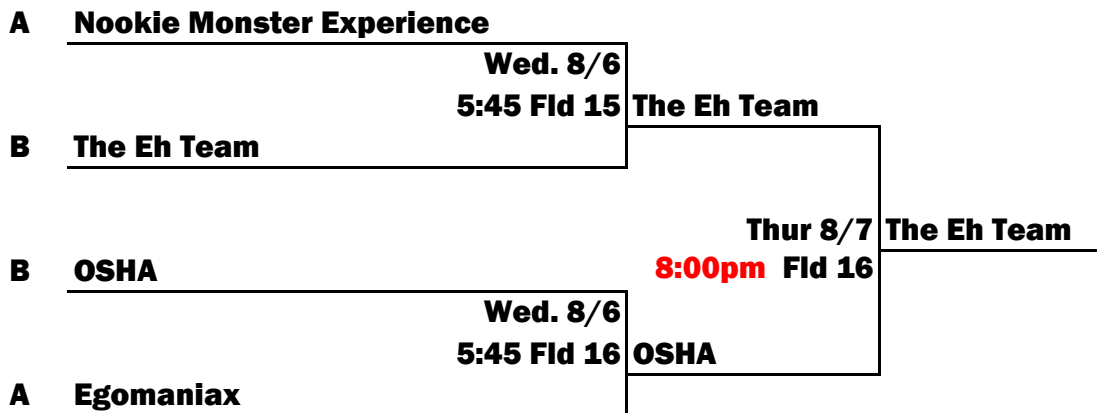 A Nookie Monster Experience
Wed. 8/6
5:45 Fld 15 The Eh Team
B The Eh Team
Thur 8/7 The Eh Team
B OSHA 8:00pm Fld 16
Wed. 8/6
5:45 Fld 16 OSHA
A Egomaniax